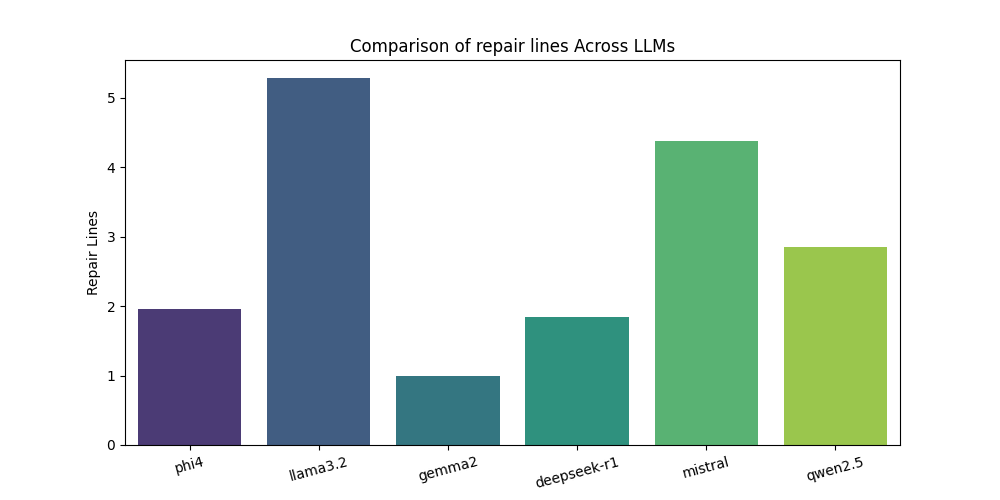 Comparison of repair lines Across LLMs
Repair Lines
5
4
3
2
1
0
phi4
llama3.2
gemma2
deepseek-r1
mistral
qwen2.5